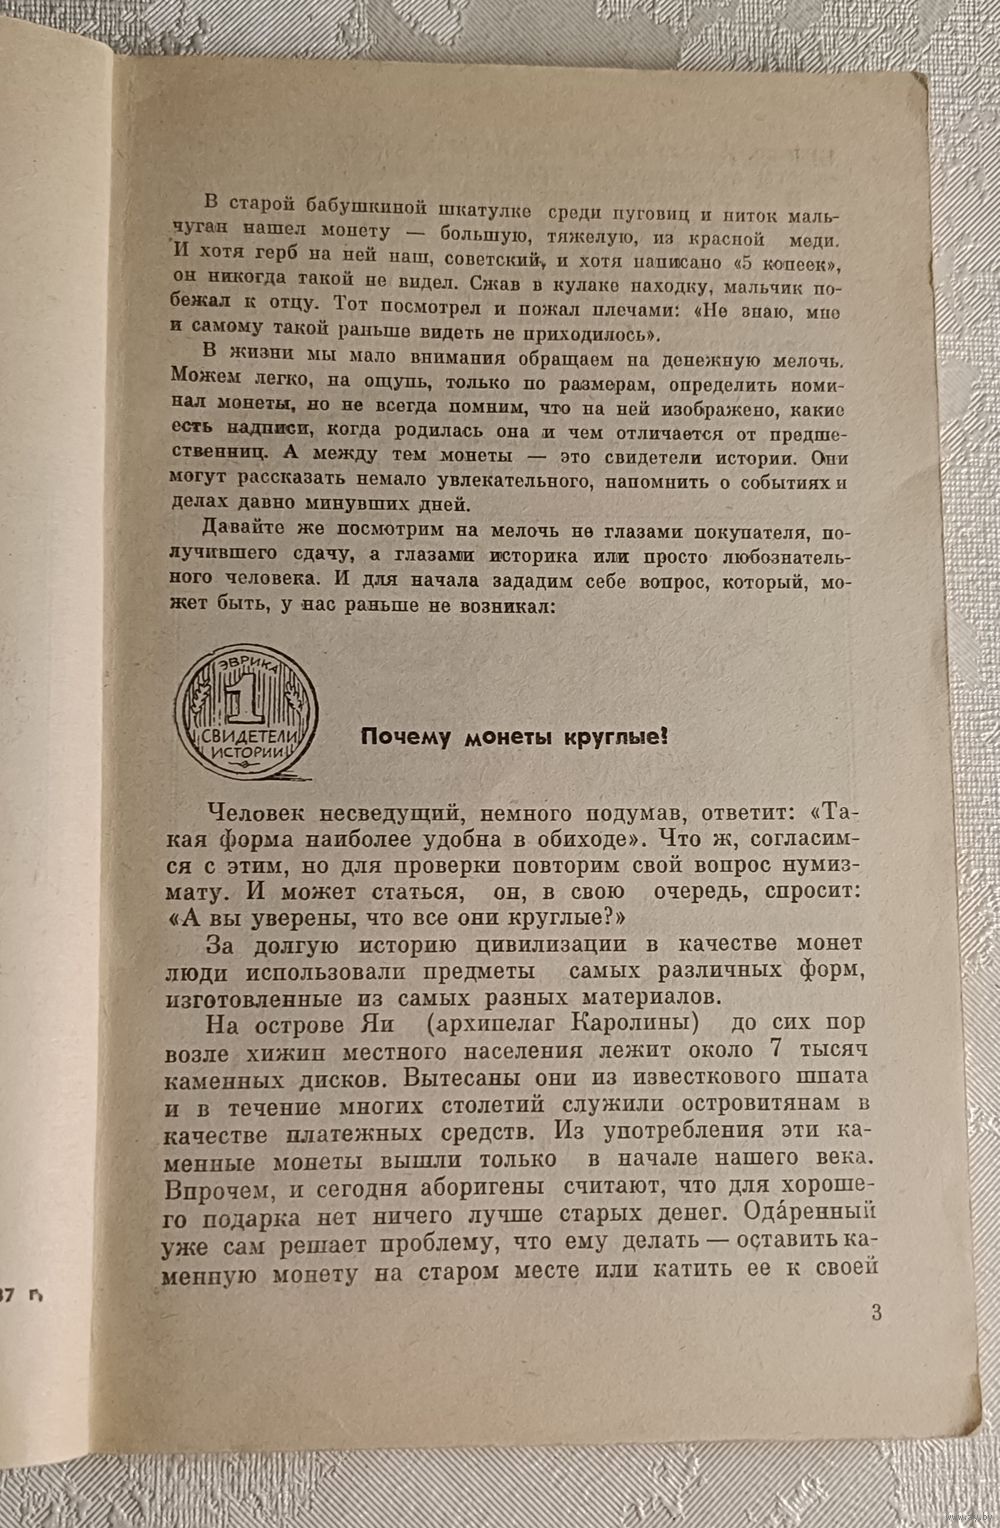 В старой бабушкиной шкатулке среди пуговиц и ниток маль-
чуган нашел монету — большую, тяжелую, из красной меди.
И хотя герб на ней наш, советский, и хотя написано «5 копеек»,
он никогда такой не видел. Сжав в кулаке находку, мальчик по-
бежал к отцу. Тот посмотрел и пожал плечами: «Не знаю, мне
и самому такой раньше видеть не приходилось».
В жизни мы мало внимания обращаем на денежную мелочь.
Можем легко, на ощупь, только по размерам, определить номи-
нал монеты, но не всегда помним, что на ней изображено, какие
есть надписи, когда родилась она и чем отличается от предше-
ственниц. А между тем монеты — это свидетели истории. Они
могут рассказать немало увлекательного, напомнить о событиях и
делах давно минувших дней.
Давайте же посмотрим на мелочь не глазами покупателя, по-
лучившего сдачу, а глазами историка или просто любознатель-
ного человека. И для начала зададим себе вопрос, который, мо-
жет быть, у нас раньше не возникал:
ЭВРИКА
1
СВИДЕТЕЛИ
ИСТОРИИ
Почему монеты круглые?
Человек несведущий, немного подумав, ответит: «Та-
кая форма наиболее удобна в обиходе». Что ж, согласим-
ся с этим, но для проверки повторим свой вопрос нумиз-
мату. И может статься, он, в свою очередь, спросит:
«А вы уверены, что все они круглые?»
За долгую историю цивилизации в качестве монет
люди использовали предметы самых различных форм,
изготовленные из самых разных материалов.
На острове Яп (архипелаг Каролины) до сих пор
возле хижин местного населения лежит около 7 тысяч
каменных дисков. Вытесаны они из известкового шпата
и в течение многих столетий служили островитянам в
качестве платежных средств. Из употребления эти ка-
менные монеты вышли только в начале нашего века.
Впрочем, и сегодня аборигены считают, что для хороше-
го подарка нет ничего лучше старых денег. Ода́ренный
уже сам решает проблему, что ему делать — оставить ка-
менную монету на старом месте или катить ее к своей
3
37 г,